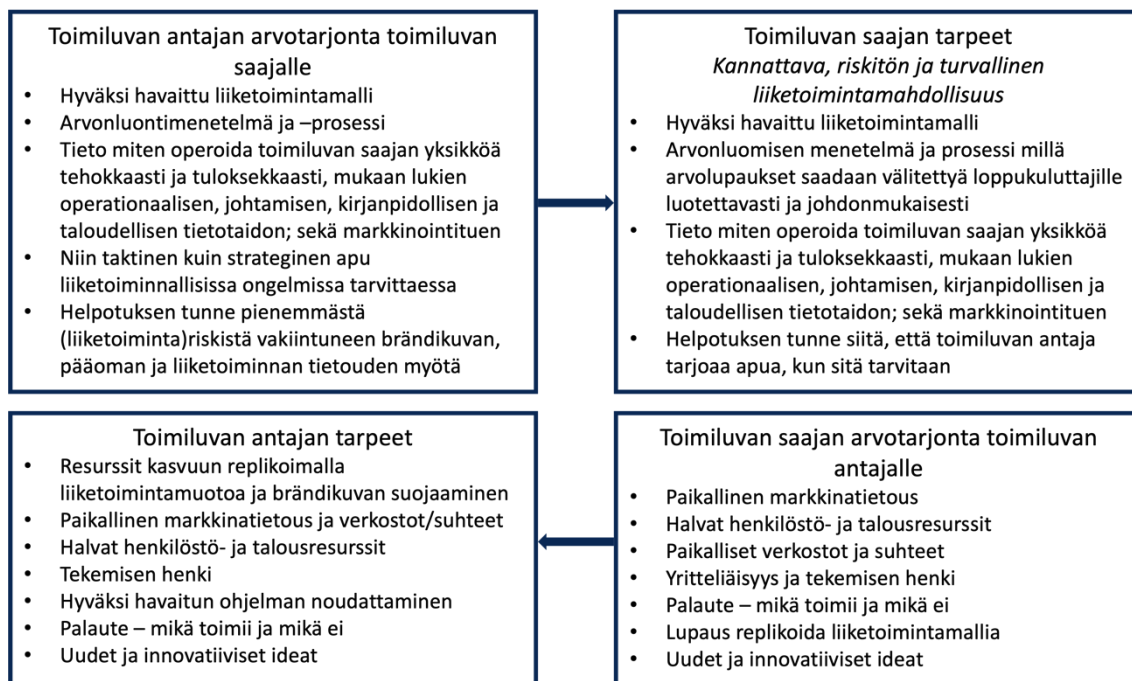 Toimiluvan antajan arvotarjonta toimiluvan
saajalle
• Hyväksi havaittu liiketoimintamalli
• Arvonluontimenetelmä ja –prosessi
• Tieto miten operoida toimiluvan saajan yksikköä
tehokkaasti ja tuloksekkaasti, mukaan lukien
operationaalisen, johtamisen, kirjanpidollisen ja
taloudellisen tietotaidon; sekä markkinointituen
• Niin taktinen kuin strateginen apu
liiketoiminnallisissa ongelmissa tarvittaessa
• Helpotuksen tunne pienemmästä
(liiketoiminta)riskistä vakiintuneen brändikuvan,
pääoman ja liiketoiminnan tietouden myötä
Toimiluvan saajan tarpeet
Kannattava, riskitön ja turvallinen
liiketoimintamahdollisuus
• Hyväksi havaittu liiketoimintamalli
• Arvonluomisen menetelmä ja prosessi millä
arvolupaukset saadaan välitettyä loppukuluttajille
luotettavasti ja johdonmukaisesti
• Tieto miten operoida toimiluvan saajan yksikköä
tehokkaasti ja tuloksekkaasti, mukaan lukien
operationaalisen, johtamisen, kirjanpidollisen ja
taloudellisen tietotaidon; sekä markkinointituen
• Helpotuksen tunne siitä, että toimiluvan antaja
tarjoaa apua, kun sitä tarvitaan
Toimiluvan antajan tarpeet
• Resurssit kasvuun replikoimalla
liiketoimintamuotoa ja brändikuvan suojaaminen
• Paikallinen markkinatietous ja verkostot/suhteet
• Halvat henkilöstö- ja talousresurssit
• Tekemisen henki
• Hyväksi havaitun ohjelman noudattaminen
• Palaute – mikä toimii ja mikä ei
• Uudet ja innovatiiviset ideat
Toimiluvan saajan arvotarjonta toimiluvan
antajalle
• Paikallinen markkinatietous
• Halvat henkilöstö- ja talousresurssit
• Paikalliset verkostot ja suhteet
• Yritteliäisyys ja tekemisen henki
• Palaute – mikä toimii ja mikä ei
• Lupaus replikoida liiketoimintamallia
• Uudet ja innovatiiviset ideat